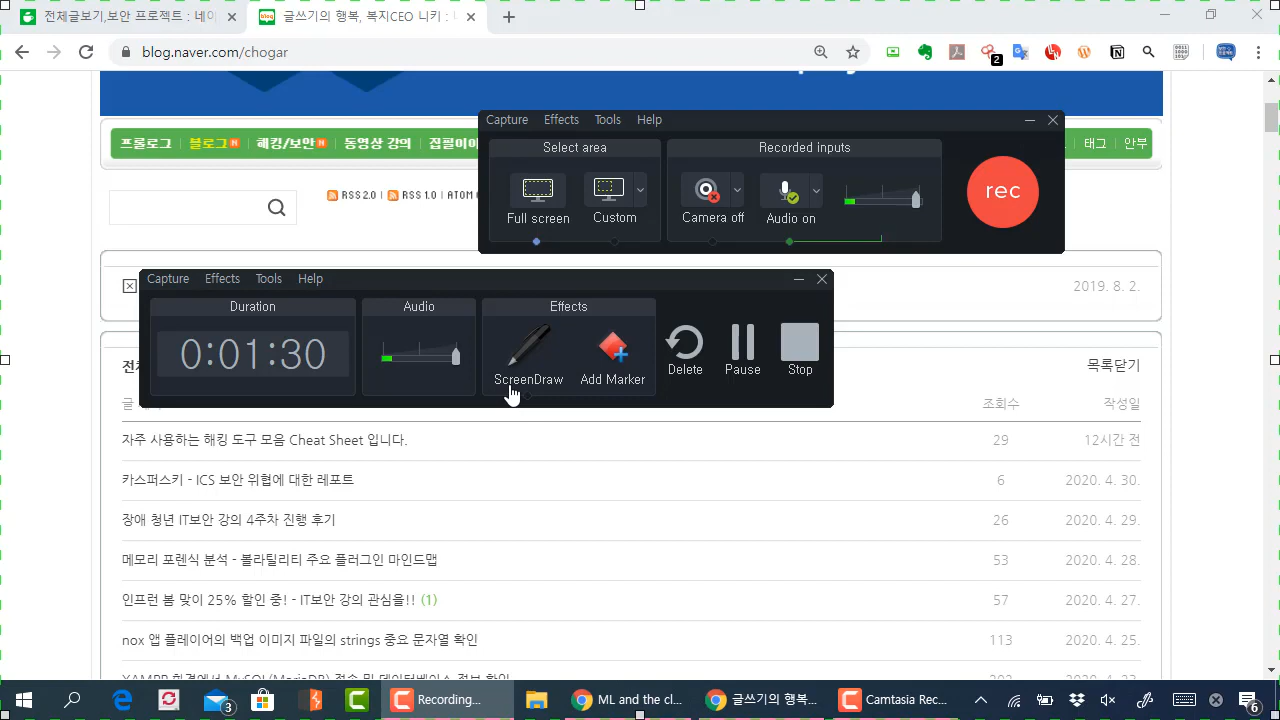 전체글보기,보안 프로젝트 : 네이
글쓰기의 행복, 복지CEO 니키 : 네
blog.naver.com/chogar
2
Capture Effects Tools Help
프롤로그 블로그 해킹/보안 동영상 강의 집필이야
태그 안부
Select area
Recorded inputs
rec
Full screen
Custom
Camera off
Audio on
RSS 2.0 RSS 1.0 ATOM
2019. 8. 2.
Capture Effects Tools Help
Duration
Audio
Effects
0:01:30
ScreenDraw
Add Marker
Delete
Pause
Stop
목록닫기
조회수
작성일
자주 사용하는 해킹 도구 모음 Cheat Sheet 입니다.
29
12시간 전
카스퍼스키 - ICS 보안 위협에 대한 레포트
6
2020. 4. 30.
장애 청년 IT보안 강의 4주차 진행 후기
26
2020. 4. 29.
메모리 포렌식 분석 - 볼라틸리티 주요 플러그인 마인드맵
53
2020. 4. 28.
인프런 봄 맞이 25% 할인 중! - IT보안 강의 관심을!! (1)
57
2020. 4. 27.
nox 앱 플레이어의 백업 이미지 파일의 strings 중요 문자열 확인
113
2020. 4. 25.
3
Recording...
ML and the cl...
글쓰기의 행복...
Camtasia Rec...
6